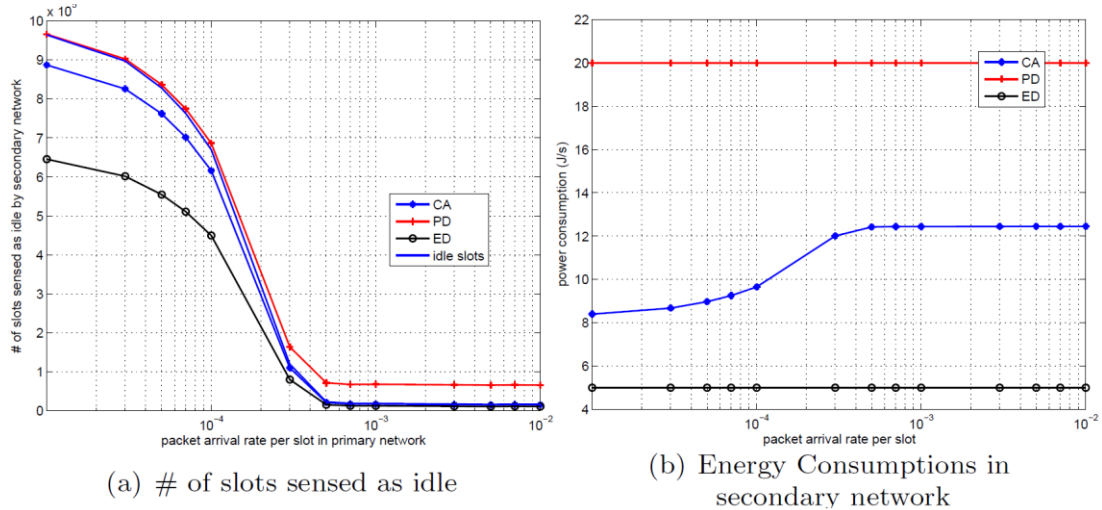 x 10^5
10
9
8
7
6
5
4
3
2
1
0
# of slots sensed as idle by secondary network
CA
PD
ED
idle slots
10^-4
10^-3
10^-2
packet arrival rate per slot in primary network
(a) # of slots sensed as idle
22
20
18
16
14
12
10
8
6
4
power consumption (J/s)
CA
PD
ED
10^-4
10^-3
10^-2
packet arrival rate per slot
(b) Energy Consumptions in
secondary network